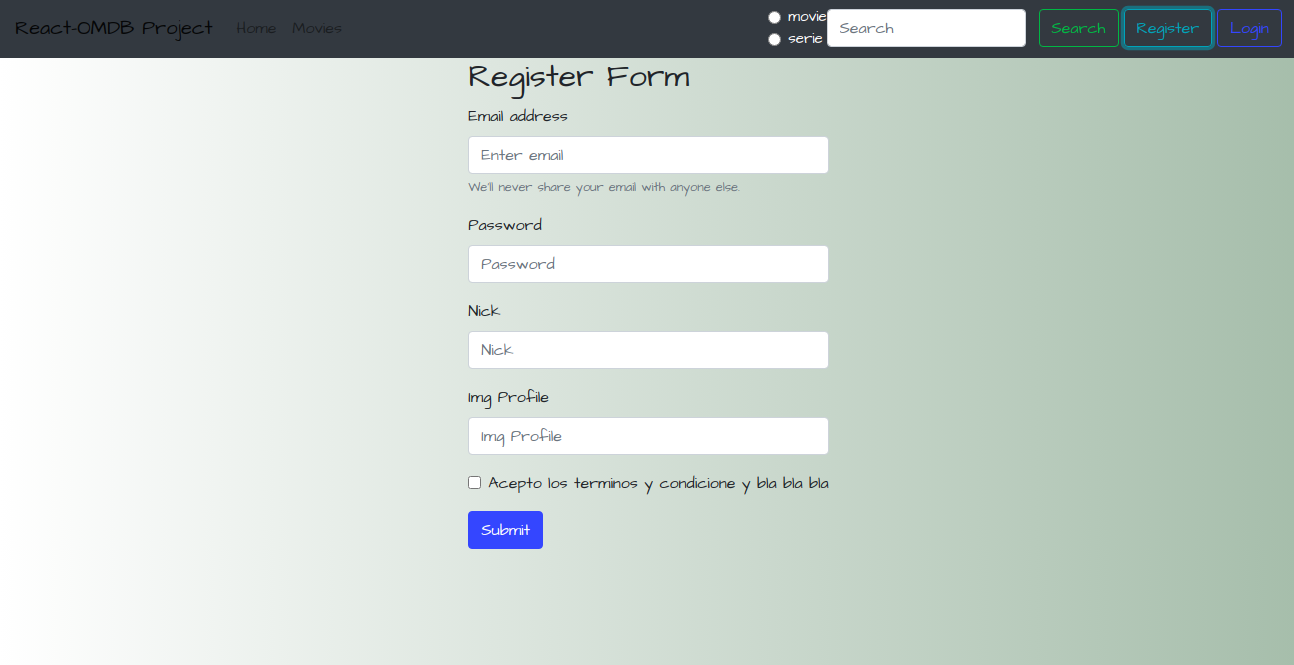 React-OMDB Project Home Movies
movie
serie
Search Search Register Login
Register Form
Email address
Enter email
We'll never share your email with anyone else.
Password
Password
Nick
Nick
Img Profile
Img Profile
Acepto los terminos y condicione y bla bla bla
Submit